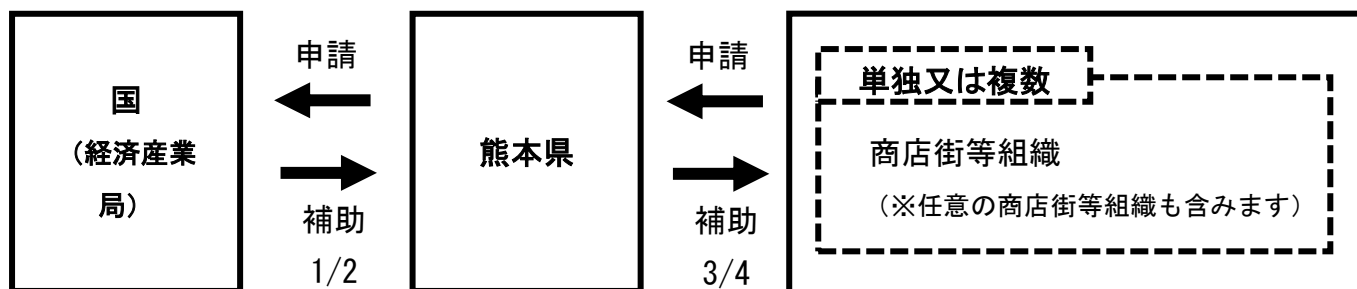 国
（経済産業
局）
申請
補助
1/2
熊本県
申請
補助
3/4
単独又は複数
商店街等組織
（※任意の商店街等組織も含みます）